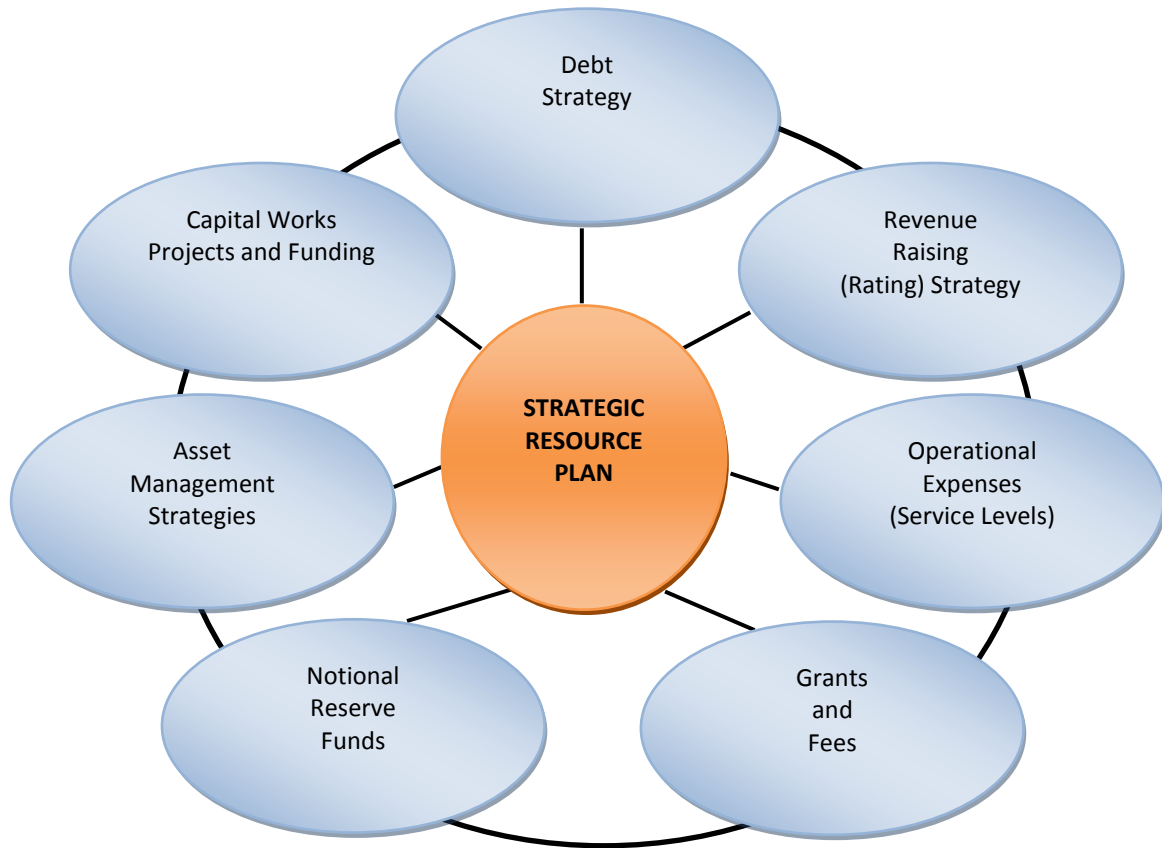 Debt
Strategy
Capital Works
Projects and Funding
Revenue
Raising
(Rating) Strategy
STRATEGIC
RESOURCE
PLAN
Asset
Management
Strategies
Operational
Expenses
(Service Levels)
Notional
Reserve
Funds
Grants
and
Fees